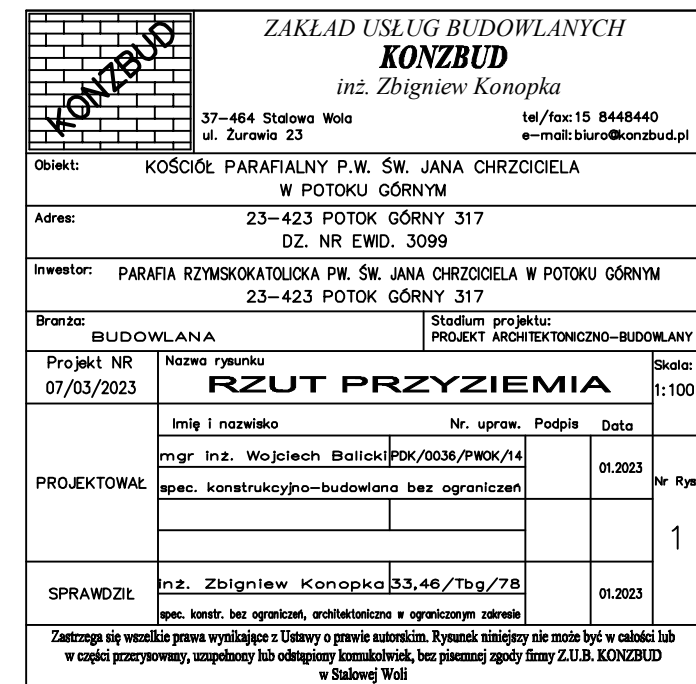 KONZBUD
ZAKŁAD USŁUG BUDOWLANYCH
KONZBUD
inż. Zbigniew Konopka
37-464 Stalowa Wola
ul. Żurawia 23
tel/fax:15 8448440
e-mail:biuro@konzbud.pl
Obiekt:
KOŚCIÓŁ PARAFIALNY P.W. ŚW. JANA CHRZCICIELA
W POTOKU GÓRNYM
Adres:
23-423 POTOK GÓRNY 317
DZ. NR EWID. 3099
Inwestor:
PARAFIA RZYMSKOKATOLICKA PW. ŚW. JANA CHRZCICIELA W POTOKU GÓRNYM
23-423 POTOK GÓRNY 317
Branża:
BUDOWLANA
Stadium projektu:
PROJEKT ARCHITEKTONICZNO-BUDOWLANY
Projekt NR
07/03/2023
Nazwa rysunku
RZUT PRZYZIEMIA
Skala:
1:100
Imię i nazwisko Nr. upraw. Podpis Data
PROJEKTOWAŁ
mgr inż. Wojciech Balicki PDK/0036/PWOK/14
spec. konstrukcyjno-budowlana bez ograniczeń
01.2023
Nr Rys
1
SPRAWDZIŁ
inż. Zbigniew Konopka 33,46/Tbg/78
spec. konstr. bez ograniczeń, architektoniczna w ograniczonym zakresie
01.2023
Zastrzega się wszelkie prawa wynikające z Ustawy o prawie autorskim. Rysunek niniejszy nie może być w całości lub
w części przerysowany, uzupełnony lub odstąpiony komukolwiek, bez pisemnej zgody firmy Z.U.B. KONZBUD
w Stalowej Woli